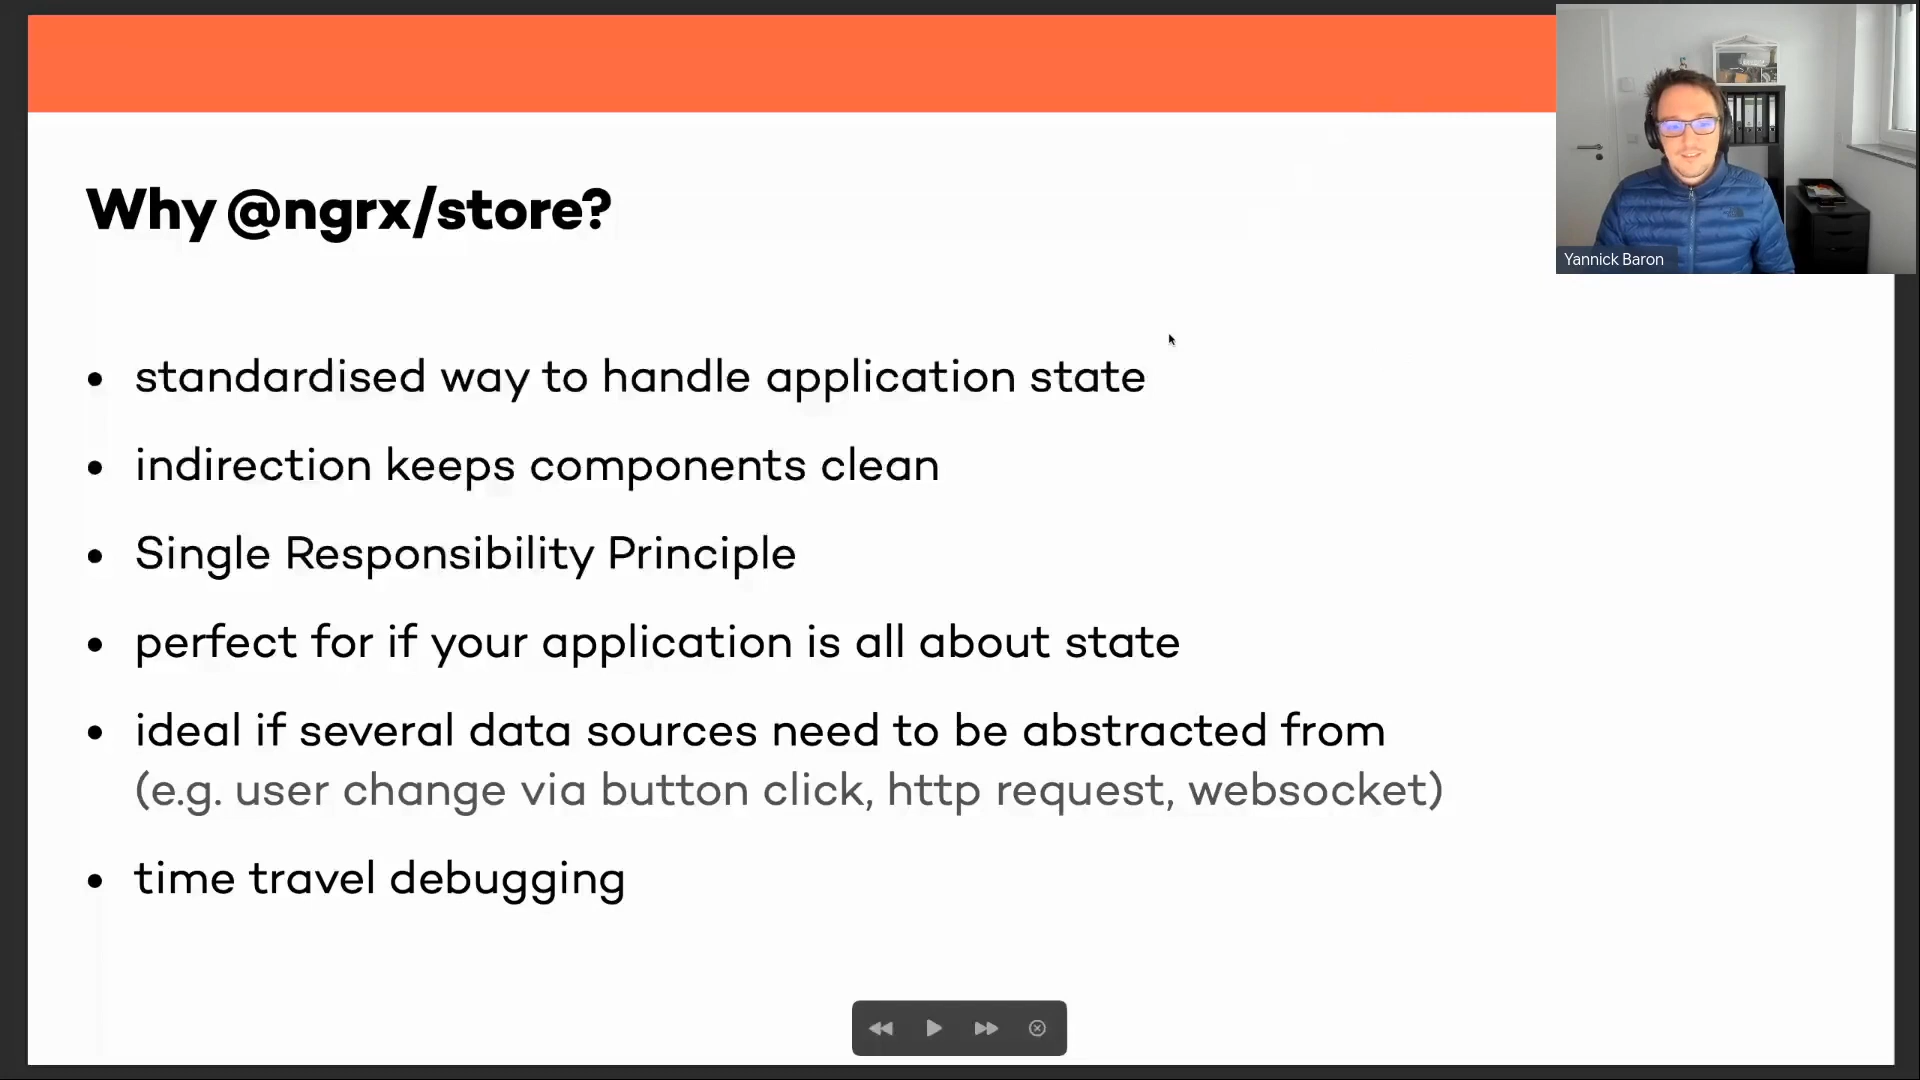 Why @ngrx/store?
Yannick Baron
• standardised way to handle application state
• indirection keeps components clean
• Single Responsibility Principle
• perfect for if your application is all about state
• ideal if several data sources need to be abstracted from
(e.g. user change via button click, http request, websocket)
• time travel debugging